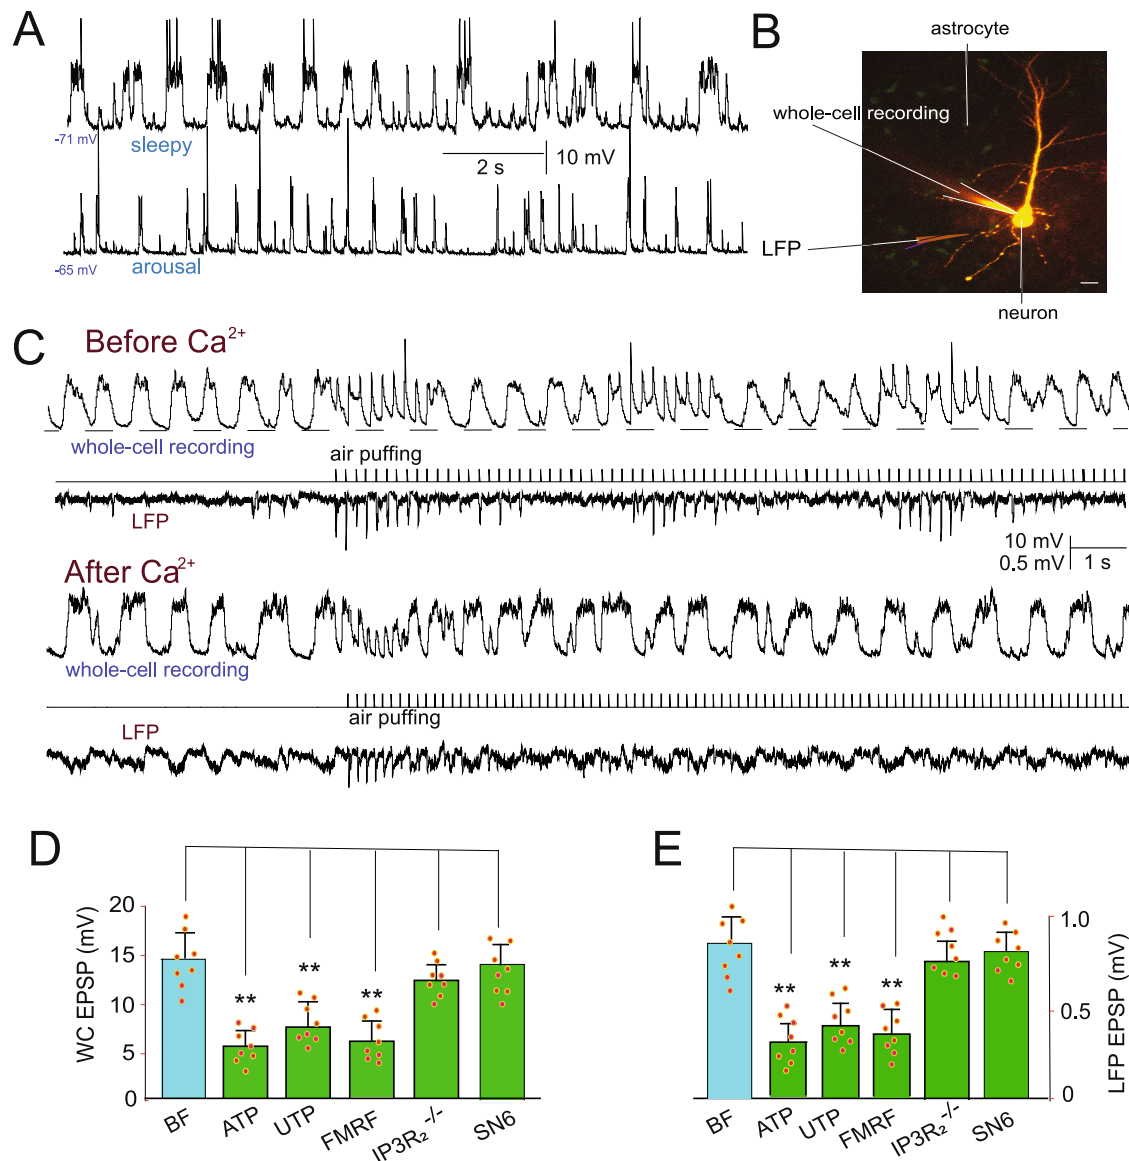 A
-71 mV
sleepy
2 s
10 mV
-65 mV
arousal
B
astrocyte
whole-cell recording
LFP
neuron
C
Before Ca²⁺
whole-cell recording
air puffing
LFP
10 mV
0.5 mV
1 s
After Ca²⁺
whole-cell recording
air puffing
LFP
D
WC EPSP (mV)
20
15
10
5
0
**
**
**
BF
ATP
UTP
FMRF
IP3R₂⁻/⁻
SN6
E
**
**
**
1.0
0.5
0
LFP EPSP (mV)
BF
ATP
UTP
FMRF
IP3R₂⁻/⁻
SN6